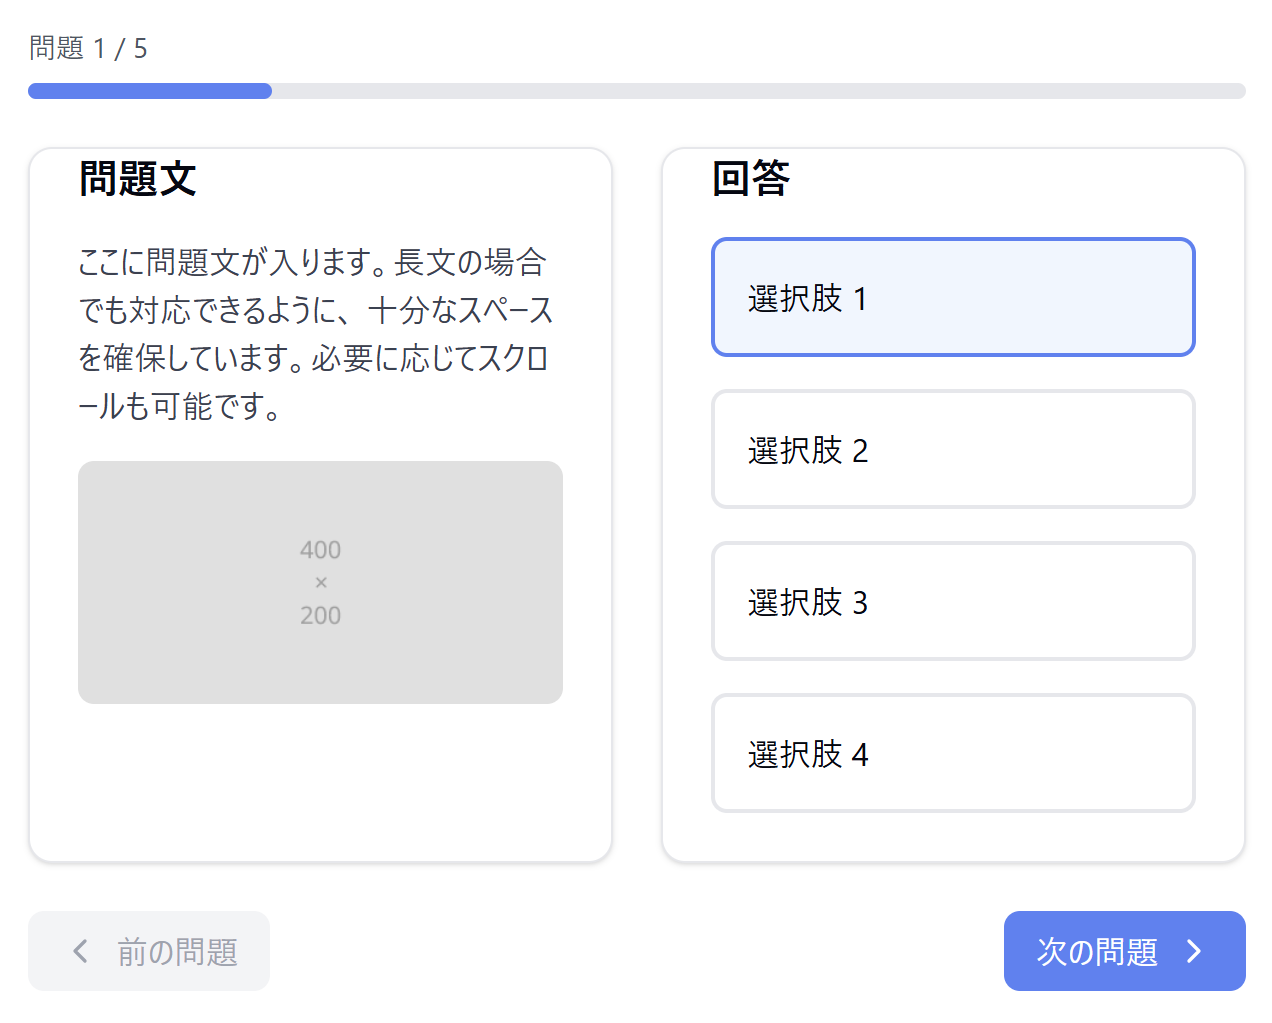 問題 1 / 5
問題文
ここに問題文が入ります。長文の場合
でも対応できるように、十分なスペース
を確保しています。必要に応じてスクロ
ールも可能です。
400
×
200
回答
選択肢 1
選択肢 2
選択肢 3
選択肢 4
前の問題
次の問題